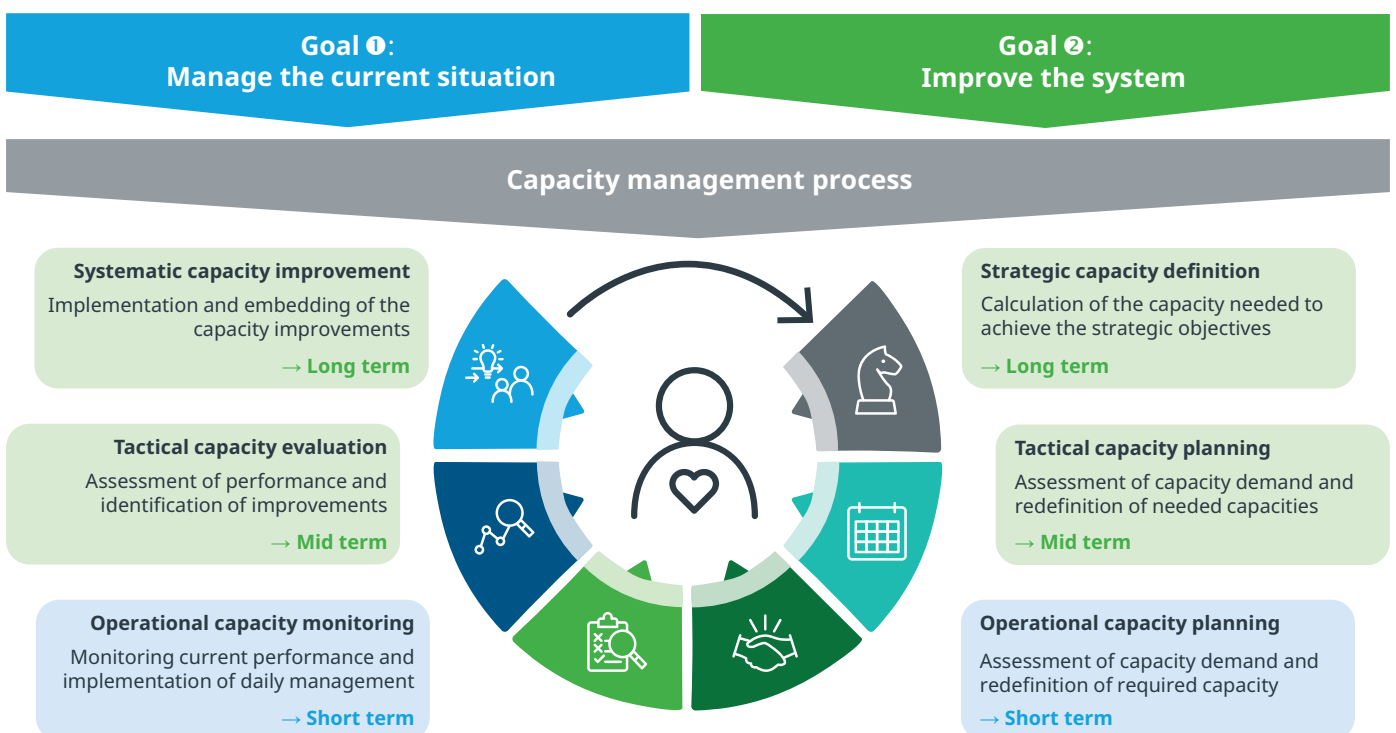 Goal ❶:
Manage the current situation
Goal ❷:
Improve the system
Capacity management process
Systematic capacity improvement
Implementation and embedding of the
capacity improvements
→ Long term
Strategic capacity definition
Calculation of the capacity needed to
achieve the strategic objectives
→ Long term
Tactical capacity evaluation
Assessment of performance and
identification of improvements
→ Mid term
Tactical capacity planning
Assessment of capacity demand and
redefinition of needed capacities
→ Mid term
Operational capacity monitoring
Monitoring current performance and
implementation of daily management
→ Short term
Operational capacity planning
Assessment of capacity demand and
redefinition of required capacity
→ Short term